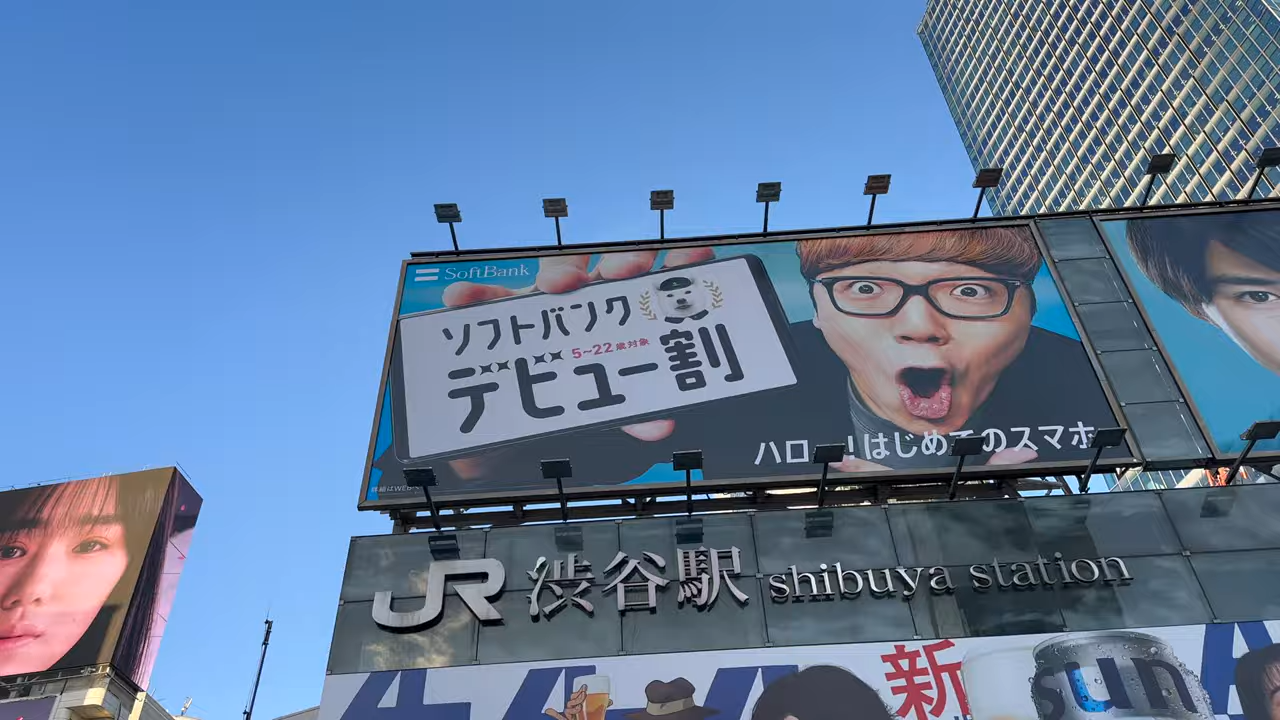 SoftBank
ソフトバンク
5~22歳対象
デビュー割
ハロー!はじめてのスマホ
JR 渋谷駅 shibuya station
新
sun